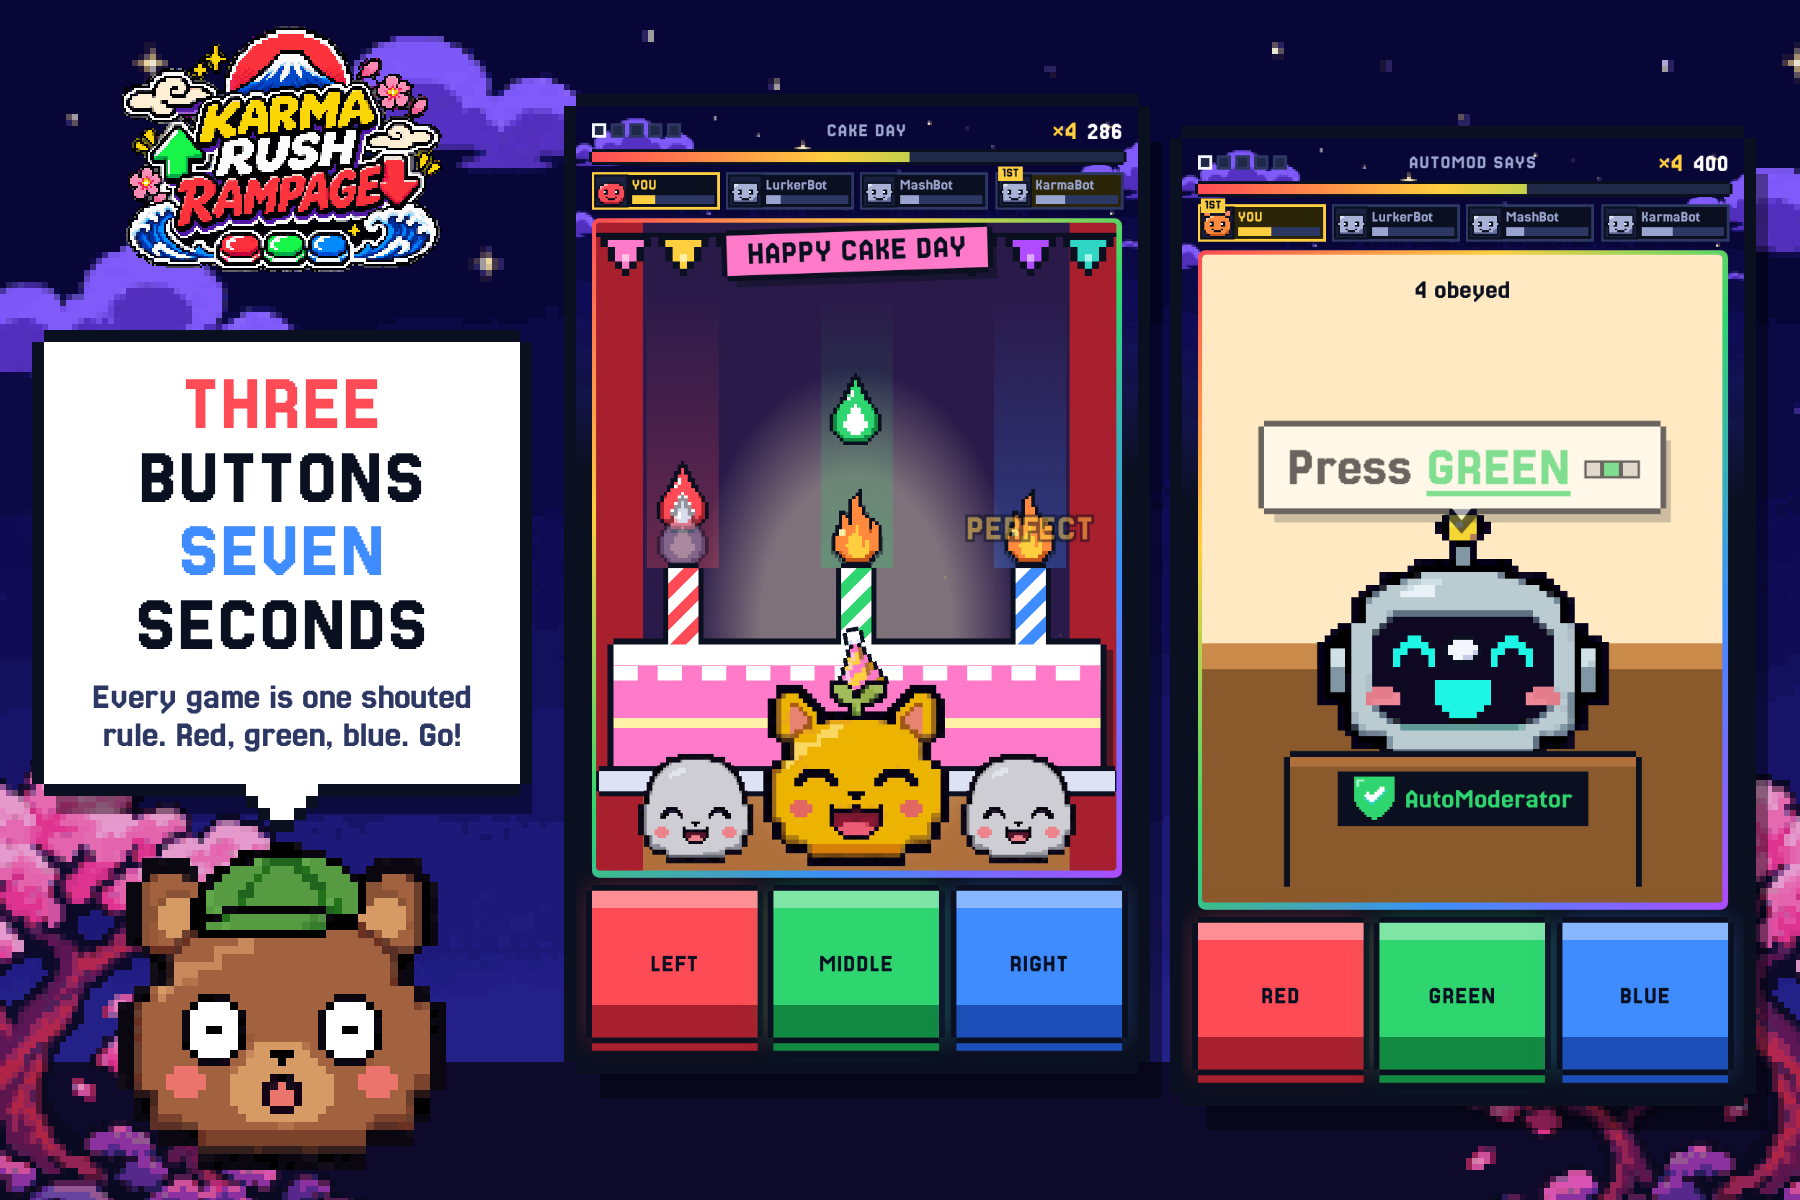 KARMA
RUSH
RAMPAGE
THREE
BUTTONS
SEVEN
SECONDS
Every game is one shouted
rule. Red, green, blue. Go!
CAKE DAY
×4 286
YOU
LurkerBot
MashBot
1ST
KarmaBot
HAPPY CAKE DAY
PERFECT
LEFT
MIDDLE
RIGHT
AUTOMOD SAYS
×4 400
1ST
YOU
LurkerBot
MashBot
KarmaBot
4 obeyed
Press GREEN
AutoModerator
RED
GREEN
BLUE